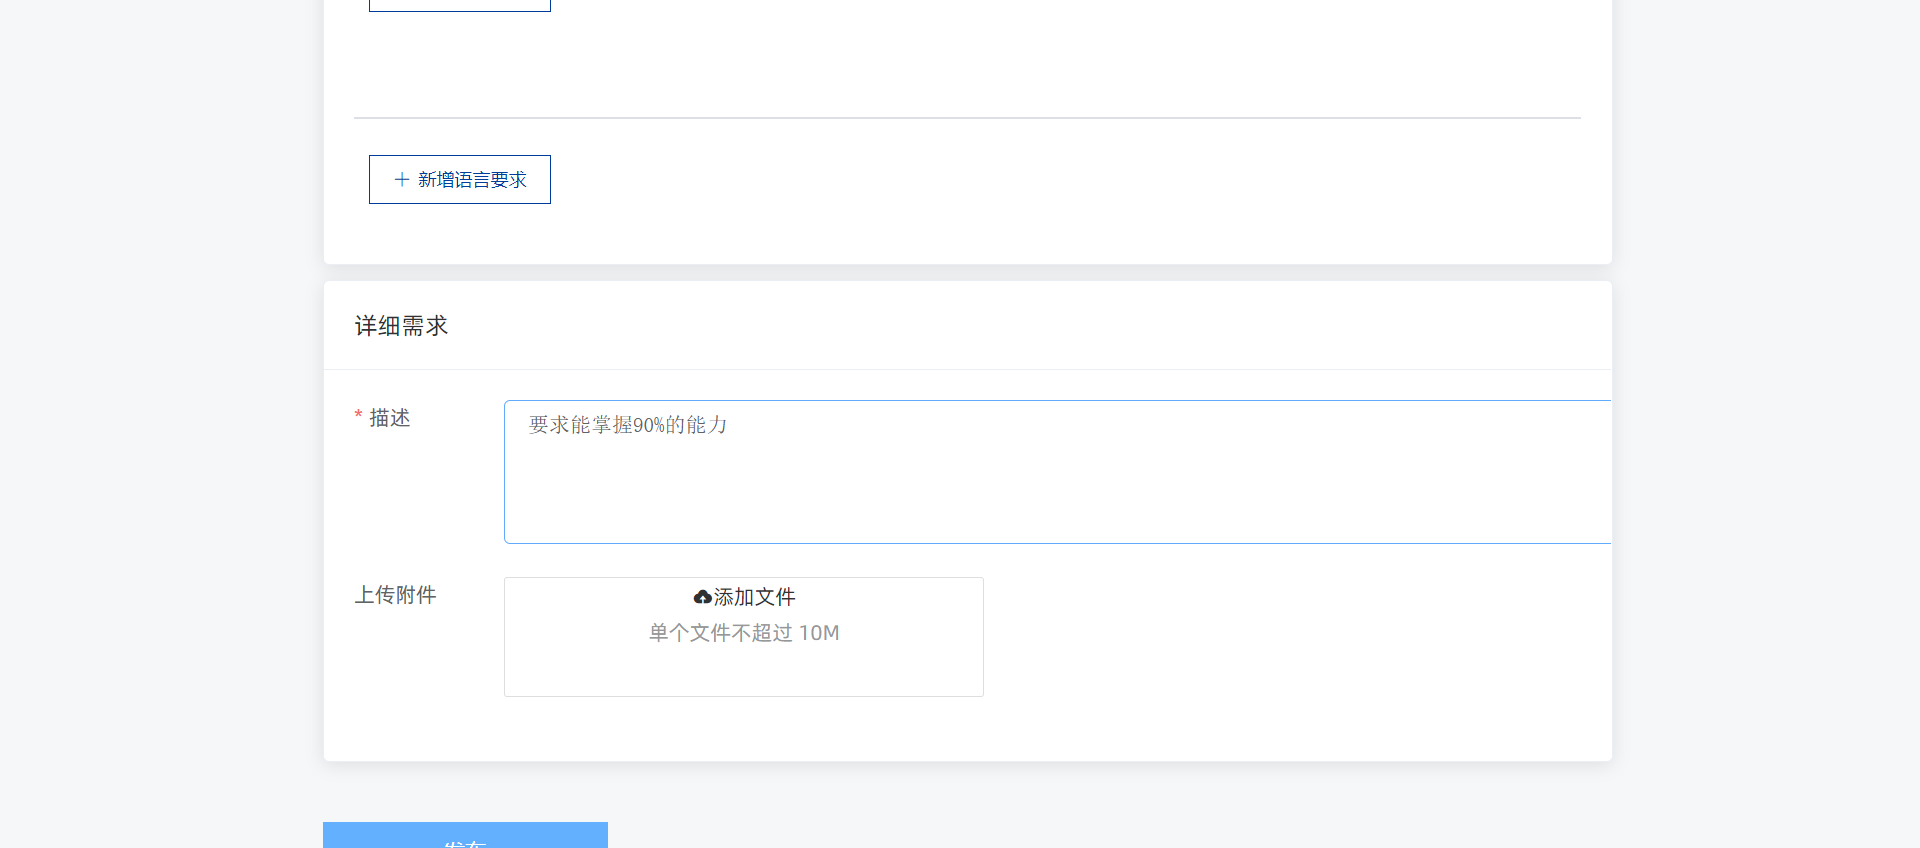 + 新增语言要求
详细需求
* 描述
要求能掌握90%的能力
上传附件
添加文件
单个文件不超过 10M
发布